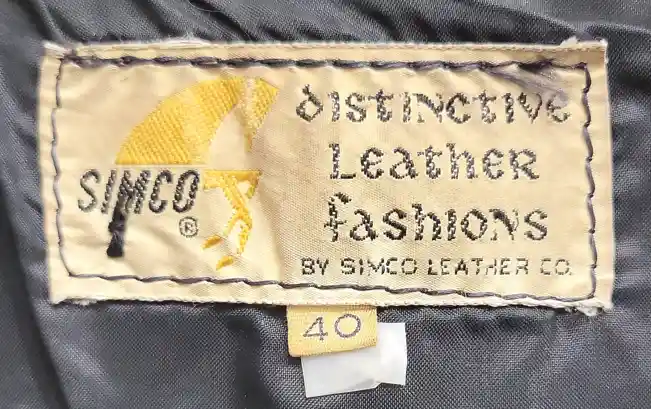 SIMCO
®
distinctive
Leather
fashions
BY SIMCO LEATHER CO.
40